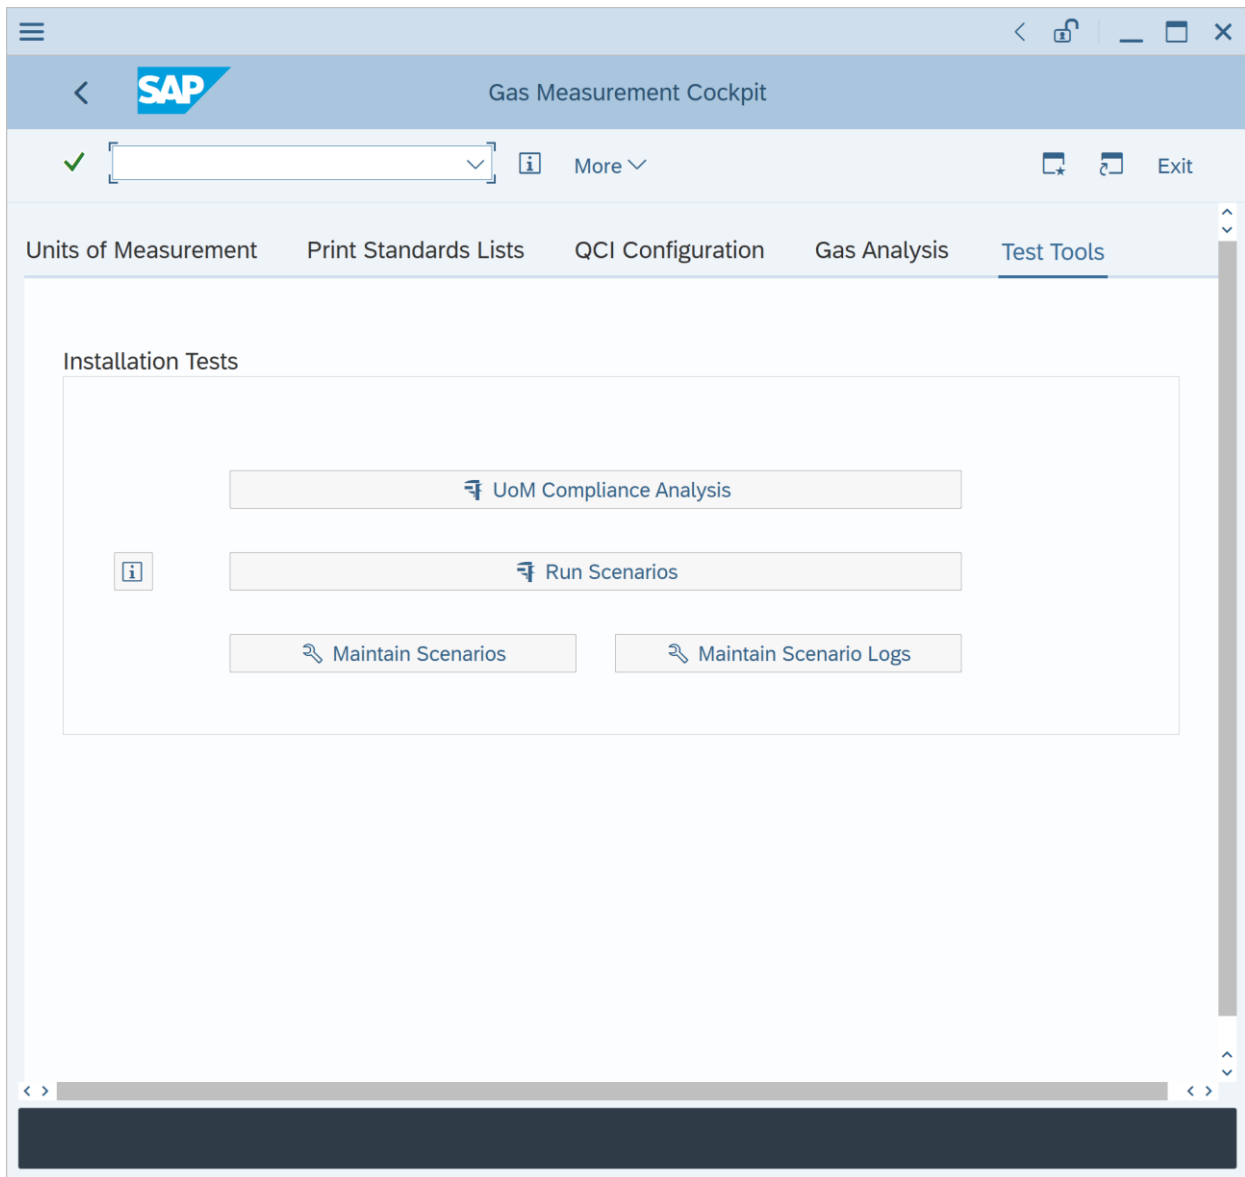 SAP
Gas Measurement Cockpit
More
Exit
Units of Measurement Print Standards Lists QCI Configuration Gas Analysis Test Tools
Installation Tests
UoM Compliance Analysis
Run Scenarios
Maintain Scenarios Maintain Scenario Logs